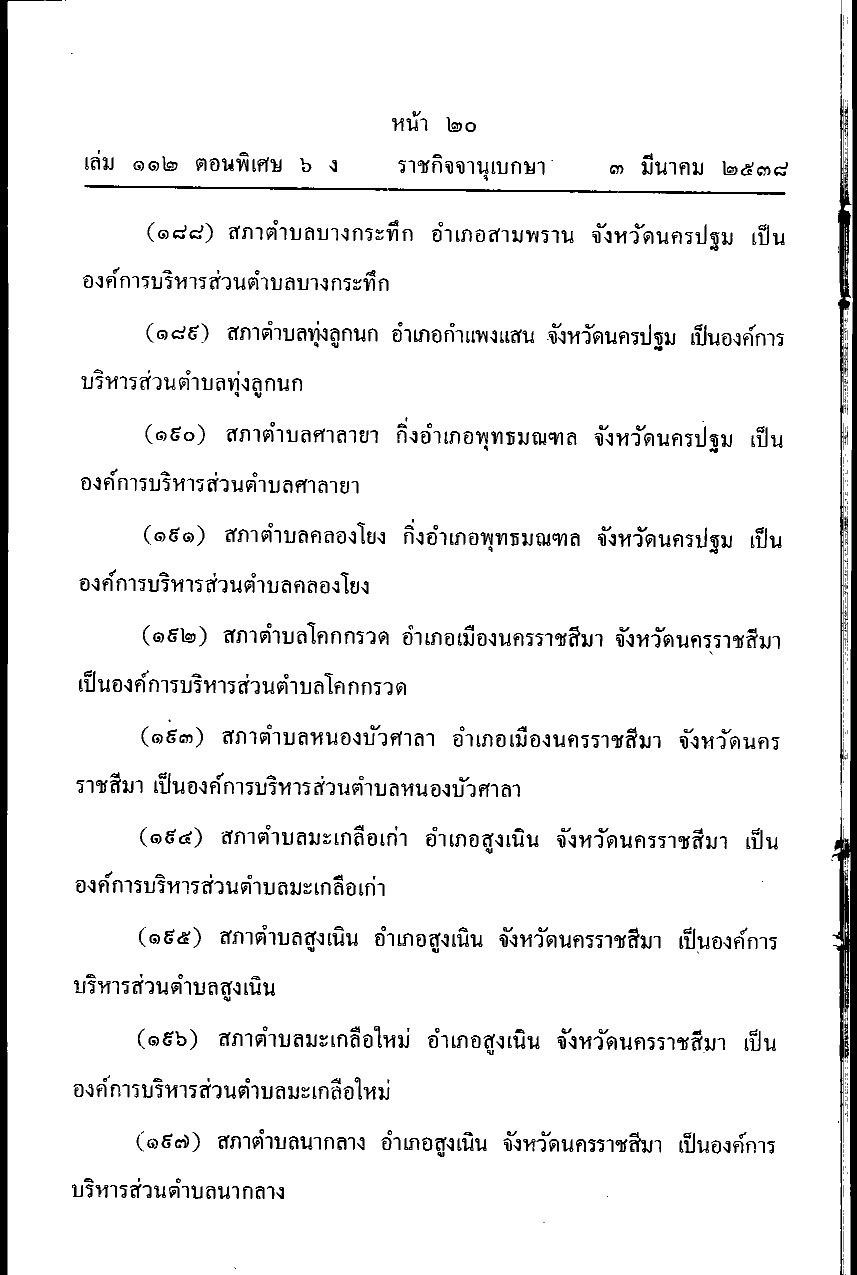 หน้า ๒๐
เล่ม ๑๑๒ ตอนพิเศษ ๖ ง ราชกิจจานุเบกษา ๓ มีนาคม ๒๕๓๘
(๑๘๘) สภาตำบลบางกระทึก อำเภอสามพราน จังหวัดนครปฐม เป็น
องค์การบริหารส่วนตำบลบางกระทึก
(๑๘๙) สภาตำบลทุ่งลูกนก อำเภอกำแพงแสน จังหวัดนครปฐม เป็นองค์การ
บริหารส่วนตำบลทุ่งลูกนก
(๑๙๐) สภาตำบลศาลายา กิ่งอำเภอพุทธมณฑล จังหวัดนครปฐม เป็น
องค์การบริหารส่วนตำบลศาลายา
(๑๙๑) สภาตำบลคลองโยง กิ่งอำเภอพุทธมณฑล จังหวัดนครปฐม เป็น
องค์การบริหารส่วนตำบลคลองโยง
(๑๙๒) สภาตำบลโคกกรวด อำเภอเมืองนครราชสีมา จังหวัดนครราชสีมา
เป็นองค์การบริหารส่วนตำบลโคกกรวด
(๑๙๓) สภาตำบลหนองบัวศาลา อำเภอเมืองนครราชสีมา จังหวัดนคร
ราชสีมา เป็นองค์การบริหารส่วนตำบลหนองบัวศาลา
(๑๙๔) สภาตำบลมะเกลือเก่า อำเภอสูงเนิน จังหวัดนครราชสีมา เป็น
องค์การบริหารส่วนตำบลมะเกลือเก่า
(๑๙๕) สภาตำบลสูงเนิน อำเภอสูงเนิน จังหวัดนครราชสีมา เป็นองค์การ
บริหารส่วนตำบลสูงเนิน
(๑๙๖) สภาตำบลมะเกลือใหม่ อำเภอสูงเนิน จังหวัดนครราชสีมา เป็น
องค์การบริหารส่วนตำบลมะเกลือใหม่
(๑๙๗) สภาตำบลนากลาง อำเภอสูงเนิน จังหวัดนครราชสีมา เป็นองค์การ
บริหารส่วนตำบลนากลาง